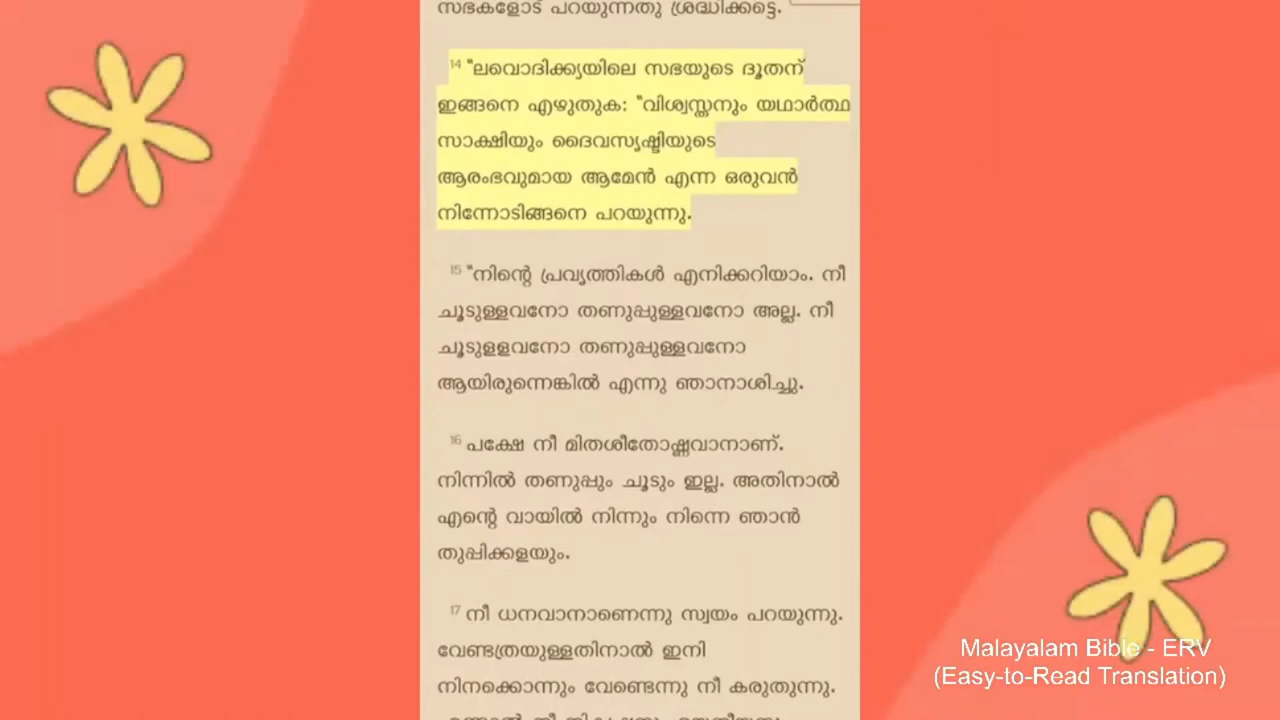 സഭകളോട് പറയുന്നതു ശ്രദ്ധിക്കട്ടെ.
14 "ലവൊദിക്ക്യയിലെ സഭയുടെ ദൂതന്
ഇങ്ങനെ എഴുതുക: "വിശ്വസ്തനും യഥാർത്ഥ
സാക്ഷിയും ദൈവസൃഷ്ടിയുടെ
ആരംഭവുമായ ആമേൻ എന്ന ഒരുവൻ
നിന്നോടിങ്ങനെ പറയുന്നു.
15 "നിന്റെ പ്രവൃത്തികൾ എനിക്കറിയാം. നീ
ചൂടുള്ളവനോ തണുപ്പുള്ളവനോ അല്ല. നീ
ചൂടുളളവനോ തണുപ്പുള്ളവനോ
ആയിരുന്നെങ്കിൽ എന്നു ഞാനാശിച്ചു.
16 പക്ഷേ നീ മിതശീതോഷ്ണവാനാണ്.
നിന്നിൽ തണുപ്പും ചൂടും ഇല്ല. അതിനാൽ
എന്റെ വായിൽ നിന്നും നിന്നെ ഞാൻ
തുപ്പിക്കളയും.
17 നീ ധനവാനാണെന്നു സ്വയം പറയുന്നു.
വേണ്ടത്രയുള്ളതിനാൽ ഇനി
നിനക്കൊന്നും വേണ്ടെന്നു നീ കരുതുന്നു.
Malayalam Bible - ERV
(Easy-to-Read Translation)